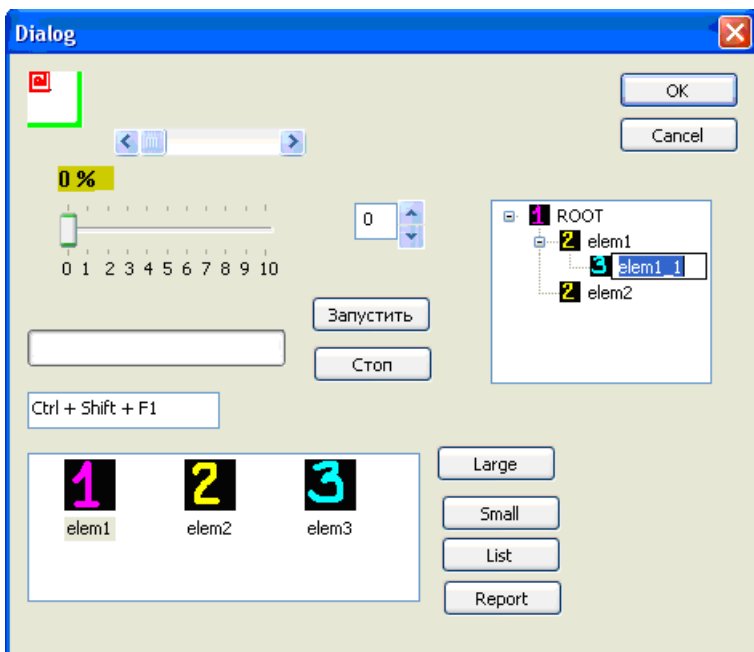 Dialog
OK
Cancel
0 %
0
0 1 2 3 4 5 6 7 8 9 10
1 ROOT
2 elem1
3 elem1_1
2 elem2
Запустить
Стоп
Ctrl + Shift + F1
1 2 3
elem1 elem2 elem3
Large
Small
List
Report